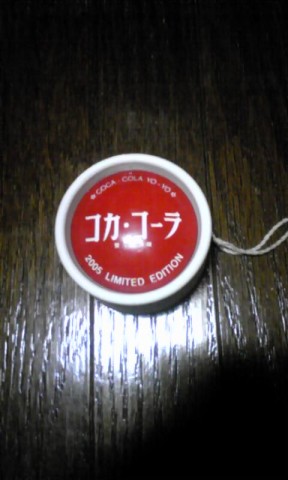 COCA-COLA YO-YO
コカ・コーラ
2005 LIMITED EDITION